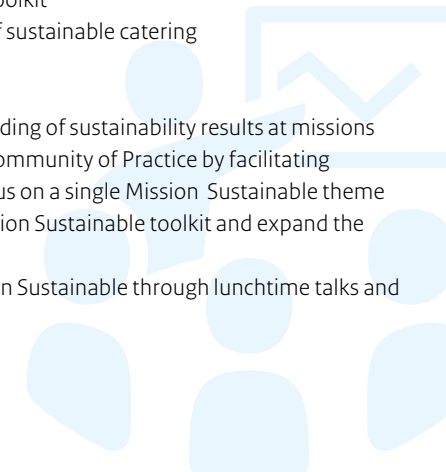 olkit
f sustainable catering
ding of sustainability results at missions
ommunity of Practice by facilitating
us on a single Mission Sustainable theme
ion Sustainable toolkit and expand the
n Sustainable through lunchtime talks and